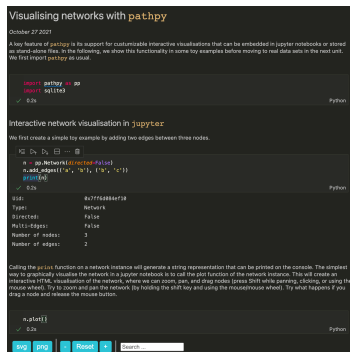 Visualising networks with pathpy
October 27 2021
A key feature of pathpy is its support for custumizable interactive visualisations that can be embedded in jupyter notebooks or stored
as stand-alone files. In the following, we show this functionality in some toy examples before moving to real data sets in the next unit.
We first import pathpy as usual.
import pathpy as pp
import sqlite3
✓ 0.2s Python
Interactive network visualisation in jupyter
We first create a simple toy example by adding two edges between three nodes.
n = pp.Network(directed=False)
n.add_edges(('a', 'b'), ('b', 'c'))
print(n)
✓ 0.2s Python
Uid: 0x7ff6d084ef10
Type: Network
Directed: False
Multi-Edges: False
Number of nodes: 3
Number of edges: 2
Calling the print function on a network instance will generate a string representation that can be printed on the console. The simplest
way to graphically visualise the network in a jupyter notebook is to call the plot function of the network instance. This will create an
interactive HTML visualisation of the network, where we can zoom, pan, and drag nodes (press Shift while panning, clicking, or using the
mouse wheel). Try to zoom and pan the network (by holding the shift key and using the mouse/mouse wheel). Try what happens if you
drag a node and release the mouse button.
n.plot()
✓ 0.2s Python
svg png - Reset + Search ...